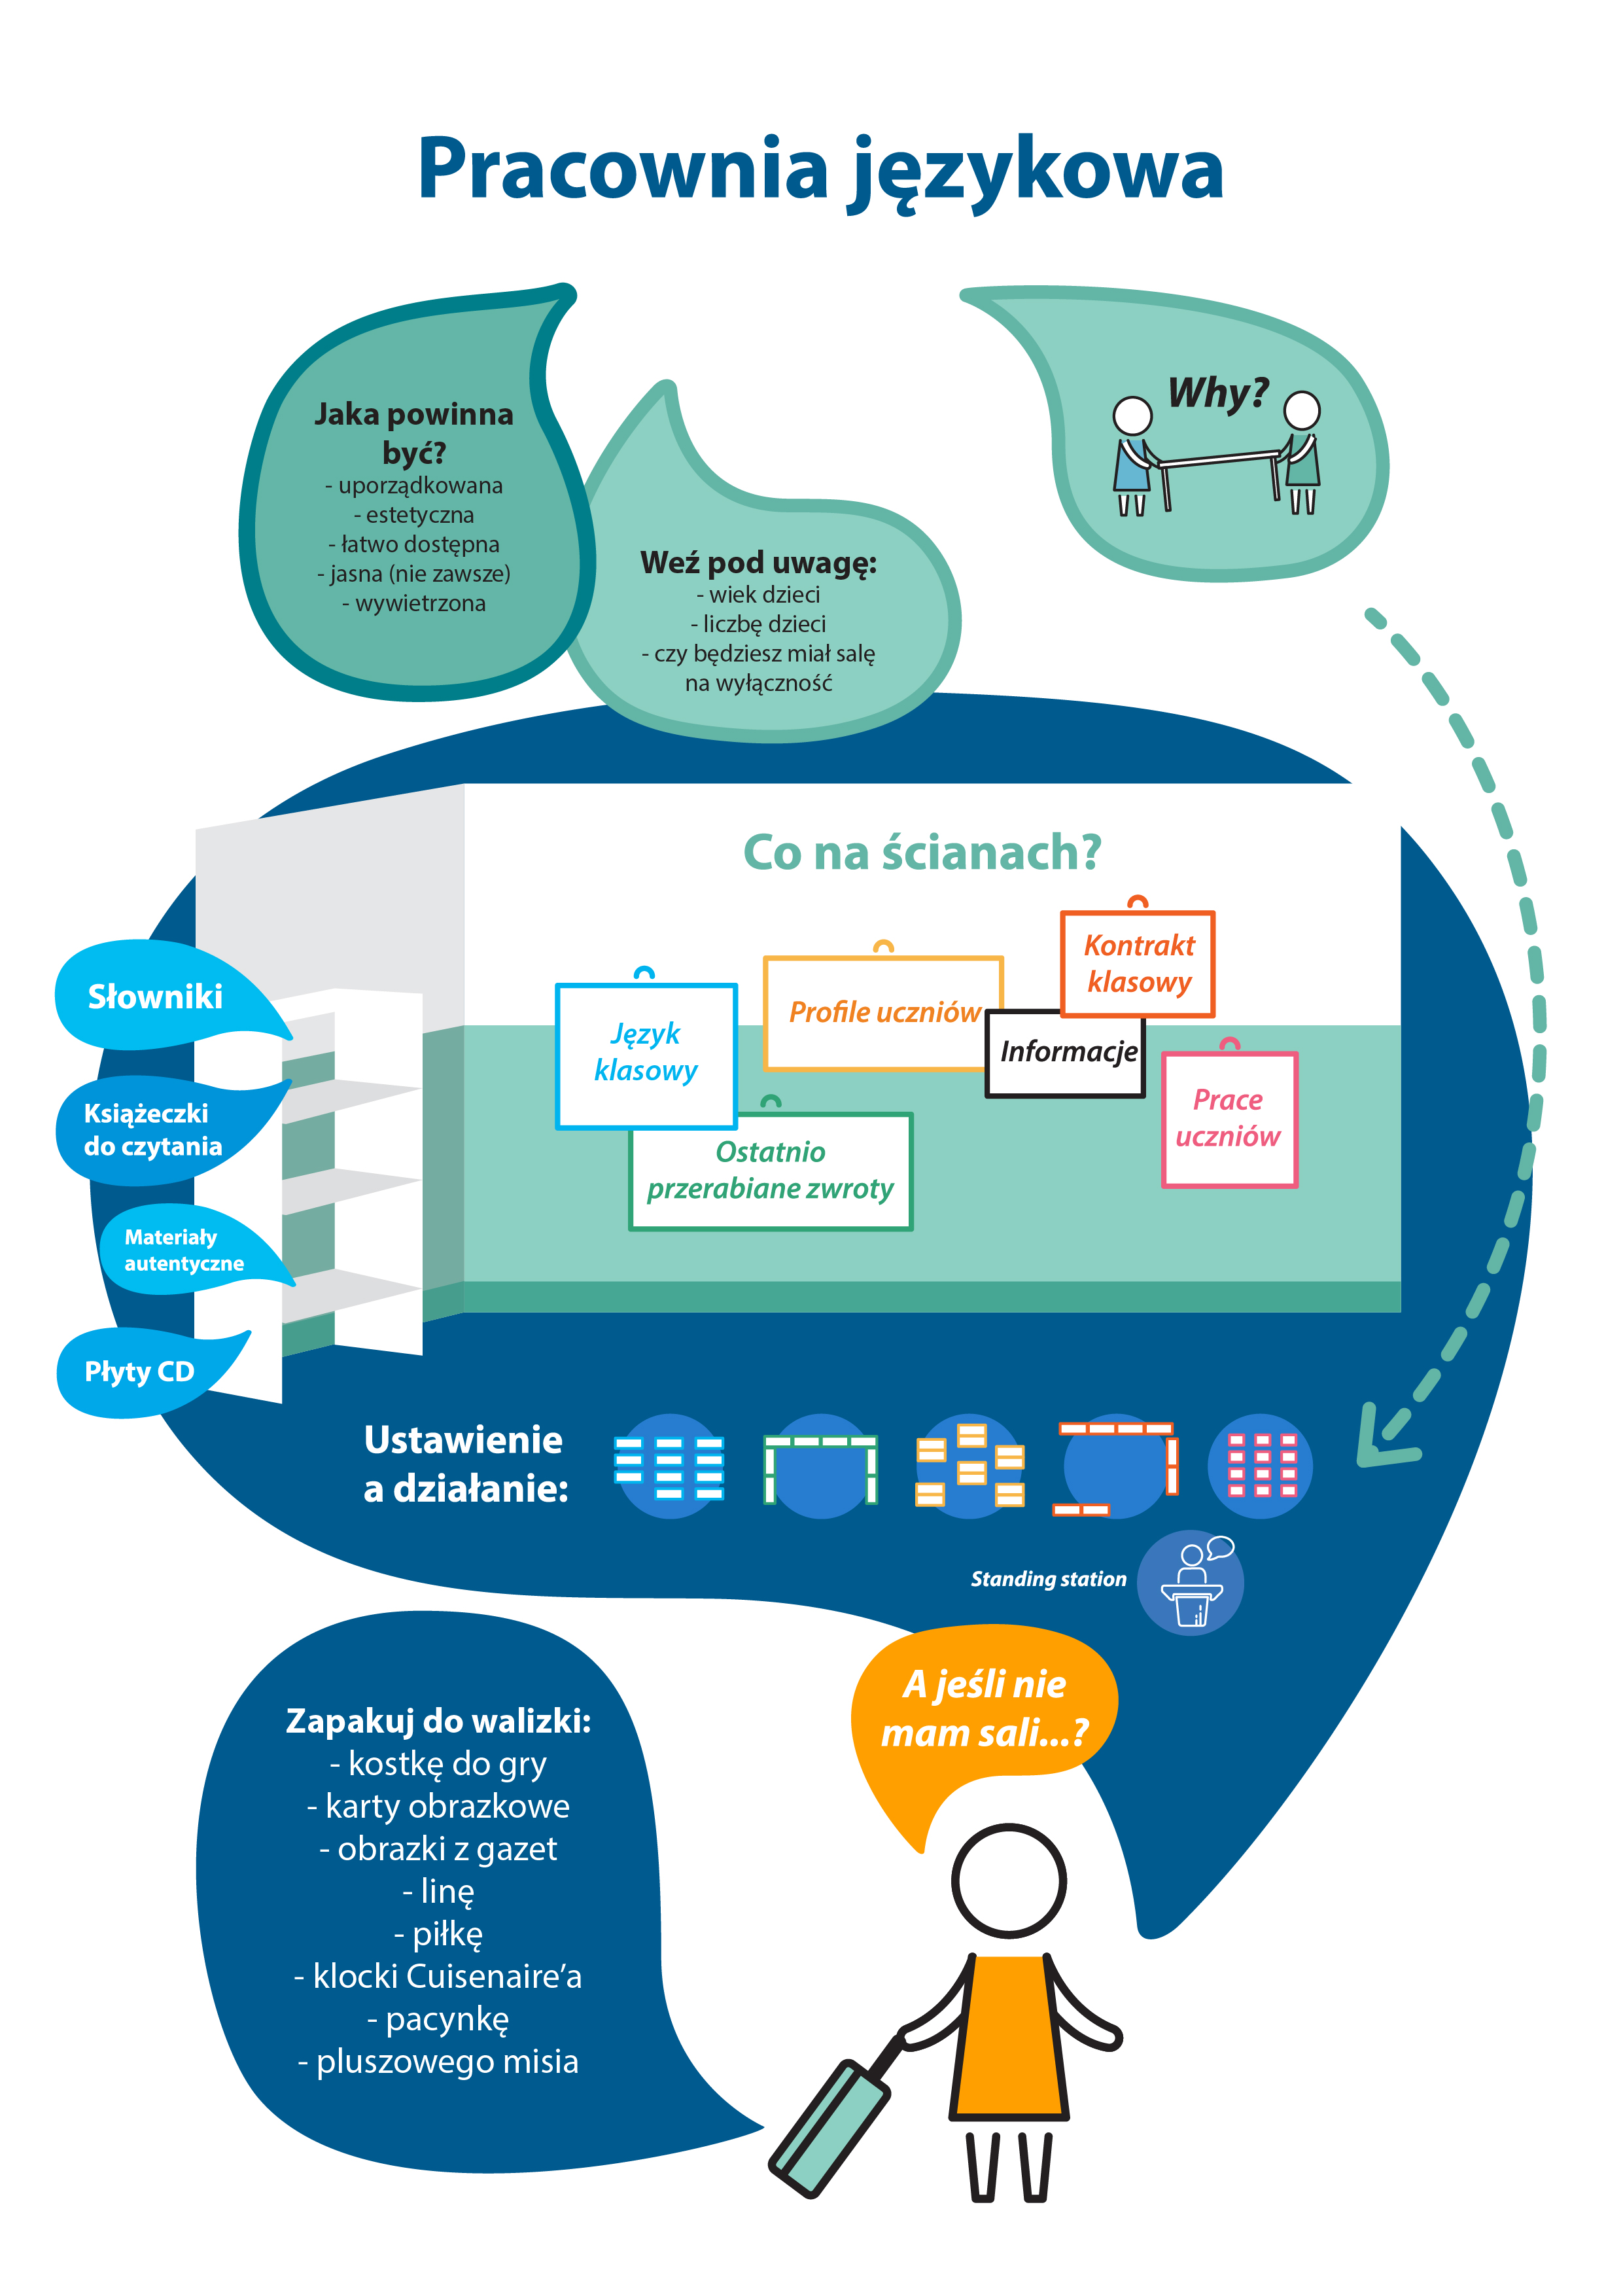 Pracownia językowa
Jaka powinna
być?
- uporządkowana
- estetyczna
- łatwo dostępna
- jasna (nie zawsze)
- wywietrzona
Weź pod uwagę:
- wiek dzieci
- liczbę dzieci
- czy będziesz miał salę
na wyłączność
Why?
Co na ścianach?
Język
klasowy
Profile uczniów
Kontrakt
klasowy
Informacje
Prace
uczniów
Ostatnio
przerabiane zwroty
Słowniki
Książeczki
do czytania
Materiały
autentyczne
Płyty CD
Ustawienie
a działanie:
Standing station
A jeśli nie
mam sali...?
Zapakuj do walizki:
- kostkę do gry
- karty obrazkowe
- obrazki z gazet
- linę
- piłkę
- klocki Cuisenaire’a
- pacynkę
- pluszowego misia